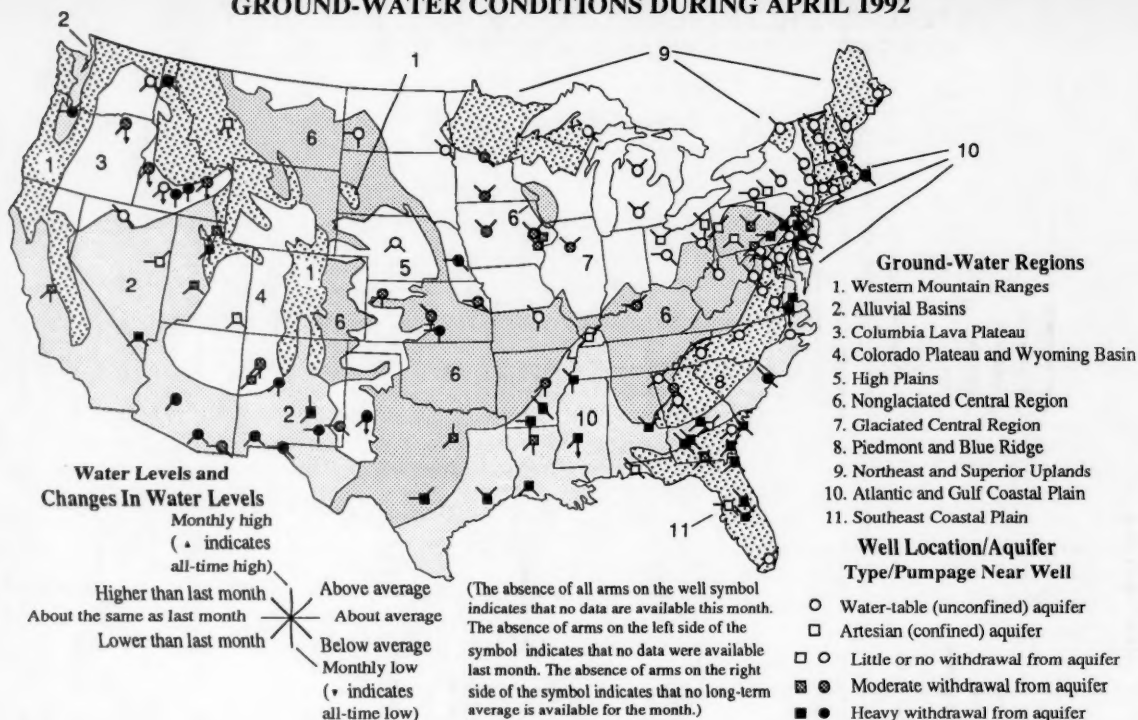 GROUND-WATER CONDITIONS DURING APRIL 1992
2
1
9
6
1
3
10
6
2
4
1
5
7
6
6
6
8
2
10
11
Ground-Water Regions
1. Western Mountain Ranges
2. Alluvial Basins
3. Columbia Lava Plateau
4. Colorado Plateau and Wyoming Basin
5. High Plains
6. Nonglaciated Central Region
7. Glaciated Central Region
8. Piedmont and Blue Ridge
9. Northeast and Superior Uplands
10. Atlantic and Gulf Coastal Plain
11. Southeast Coastal Plain
Water Levels and
Changes In Water Levels
Monthly high
( ▴ indicates
all-time high)
Higher than last month
Above average
About the same as last month
About average
Lower than last month
Below average
Monthly low
( ▾ indicates
all-time low)
(The absence of all arms on the well symbol
indicates that no data are available this month.
The absence of arms on the left side of the
symbol indicates that no data were available
last month. The absence of arms on the right
side of the symbol indicates that no long-term
average is available for the month.)
Well Location/Aquifer
Type/Pumpage Near Well
Water-table (unconfined) aquifer
Artesian (confined) aquifer
Little or no withdrawal from aquifer
Moderate withdrawal from aquifer
Heavy withdrawal from aquifer